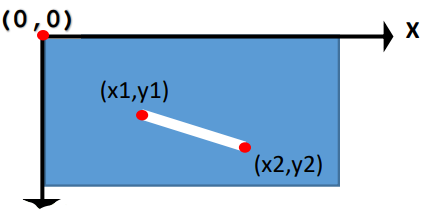 (0,0)
X
(x1,y1)
(x2,y2)